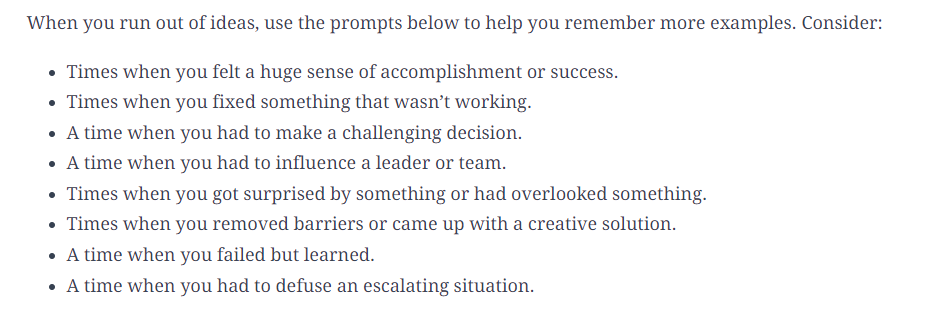 When you run out of ideas, use the prompts below to help you remember more examples. Consider:
• Times when you felt a huge sense of accomplishment or success.
• Times when you fixed something that wasn’t working.
• A time when you had to make a challenging decision.
• A time when you had to influence a leader or team.
• Times when you got surprised by something or had overlooked something.
• Times when you removed barriers or came up with a creative solution.
• A time when you failed but learned.
• A time when you had to defuse an escalating situation.